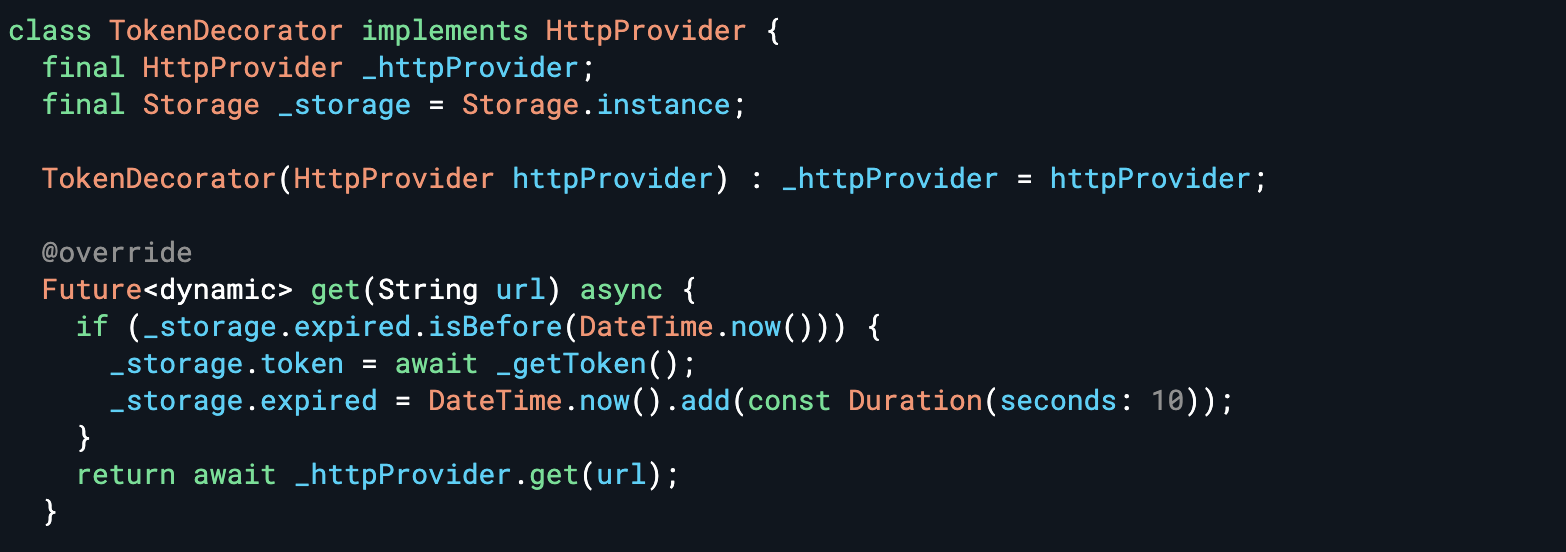 class TokenDecorator implements HttpProvider {
  final HttpProvider _httpProvider;
  final Storage _storage = Storage.instance;

  TokenDecorator(HttpProvider httpProvider) : _httpProvider = httpProvider;

  @override
  Future<dynamic> get(String url) async {
    if (_storage.expired.isBefore(DateTime.now())) {
      _storage.token = await _getToken();
      _storage.expired = DateTime.now().add(const Duration(seconds: 10));
    }
    return await _httpProvider.get(url);
  }